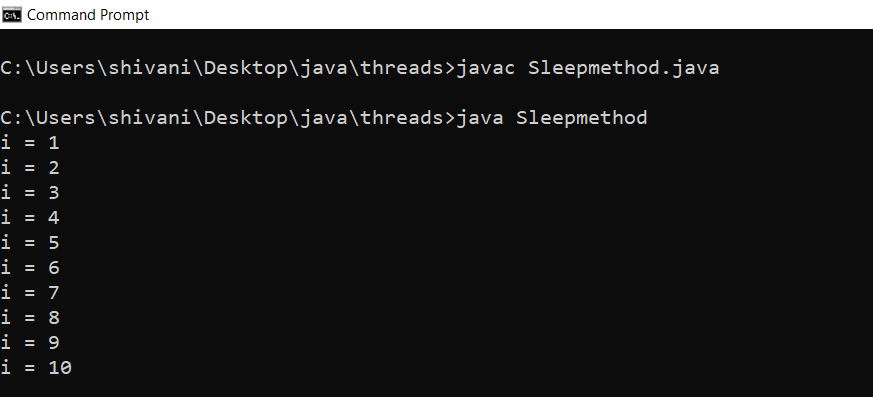 Command Prompt
C:\Users\shivani\Desktop\java\threads>javac Sleepmethod.java
C:\Users\shivani\Desktop\java\threads>java Sleepmethod
i = 1
i = 2
i = 3
i = 4
i = 5
i = 6
i = 7
i = 8
i = 9
i = 10